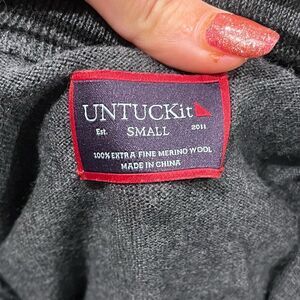 UNTUCKit
Est. SMALL 2011
100% EXTRA FINE MERINO WOOL
MADE IN CHINA